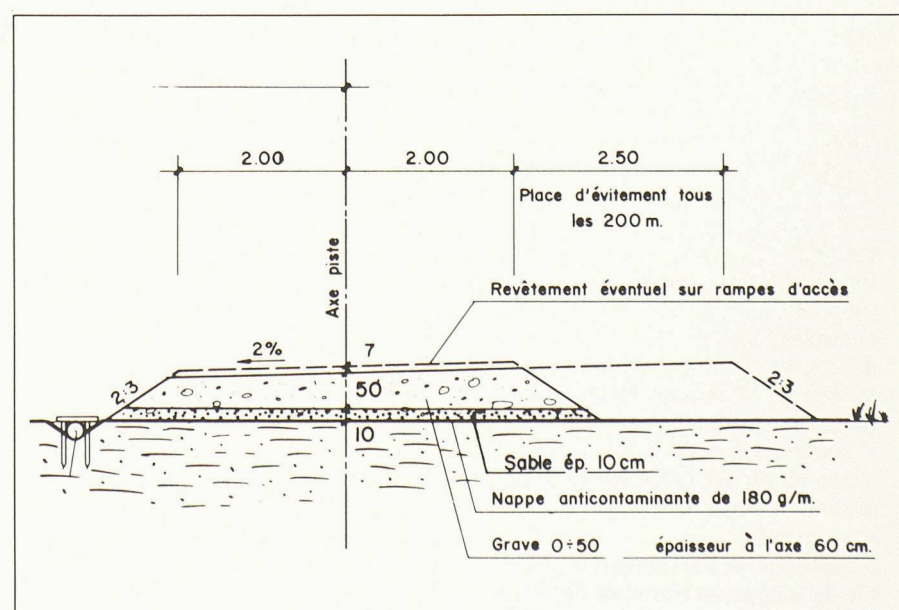 2.00 2.00 2.50
Place d'évitement tous
les 200 m.
Axe piste
Revêtement éventuel sur rampes d'accès
2% 7
2:3 50 2:3
10
Sable ép. 10 cm
Nappe anticontaminante de 180 g/m.
Grave 0÷50 épaisseur à l'axe 60 cm.